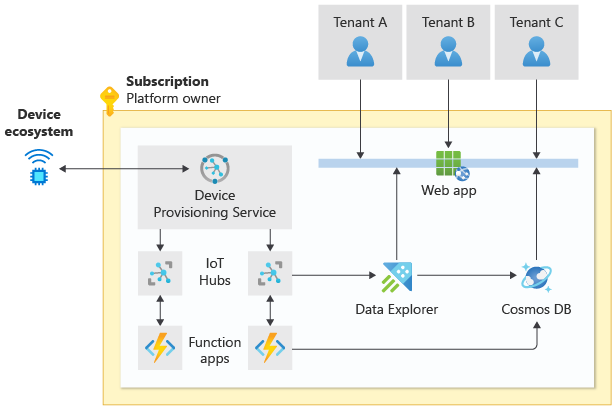 Tenant A
Tenant B
Tenant C
Subscription
Platform owner
Device
ecosystem
Web app
Device
Provisioning Service
IoT
Hubs
Data Explorer
Cosmos DB
Function
apps